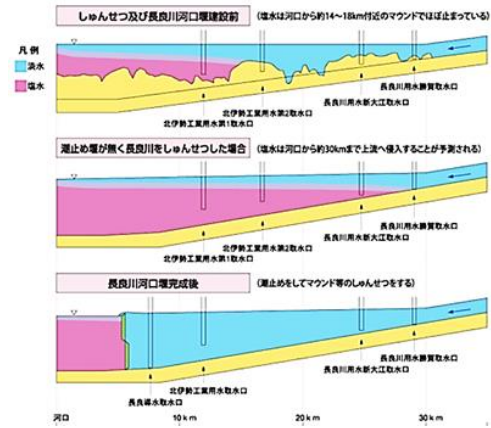 しゅんせつ及び長良川河口堰建設前
(塩水は河口から約14～18km付近のマウンドでほぼ止まっている)
凡例
淡水
塩水
長良川用水勝賀取水口
長良川用水新大江取水口
北伊勢工業用水第2取水口
北伊勢工業用水第1取水口
潮止め堰が無く長良川をしゅんせつした場合
(塩水は河口から約30kmまで上流へ侵入することが予測される)
長良川用水勝賀取水口
長良川用水新大江取水口
北伊勢工業用水第2取水口
北伊勢工業用水第1取水口
長良川河口堰完成後
(潮止めをしてマウンド等のしゅんせつをする)
長良川用水勝賀取水口
長良川用水新大江取水口
北伊勢工業用水取水口
長良導水取水口
河口
10km
20km
30km